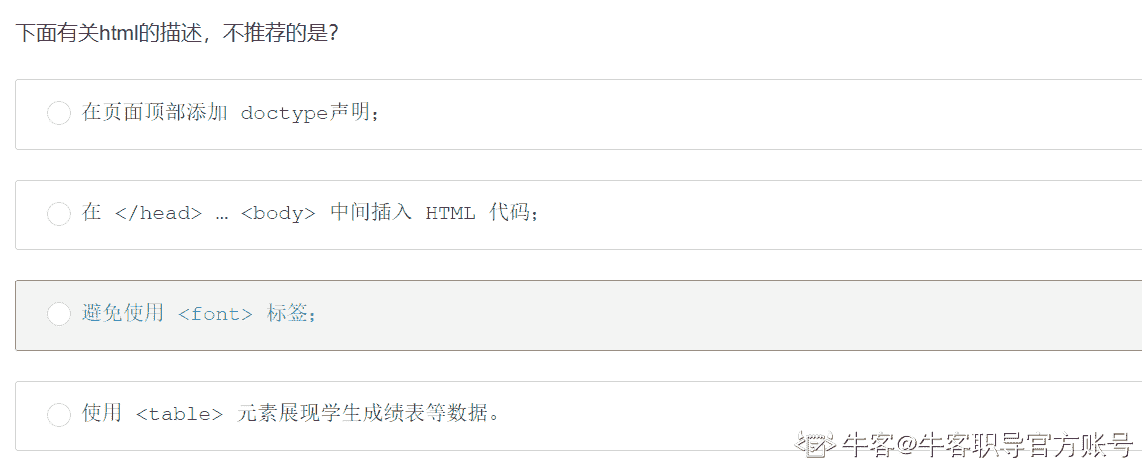 下面有关html的描述，不推荐的是?
在页面顶部添加 doctype声明;
在 </head> … <body> 中间插入 HTML 代码;
避免使用 <font> 标签;
使用 <table> 元素展现学生成绩表等数据。
牛客@牛客职导官方账号